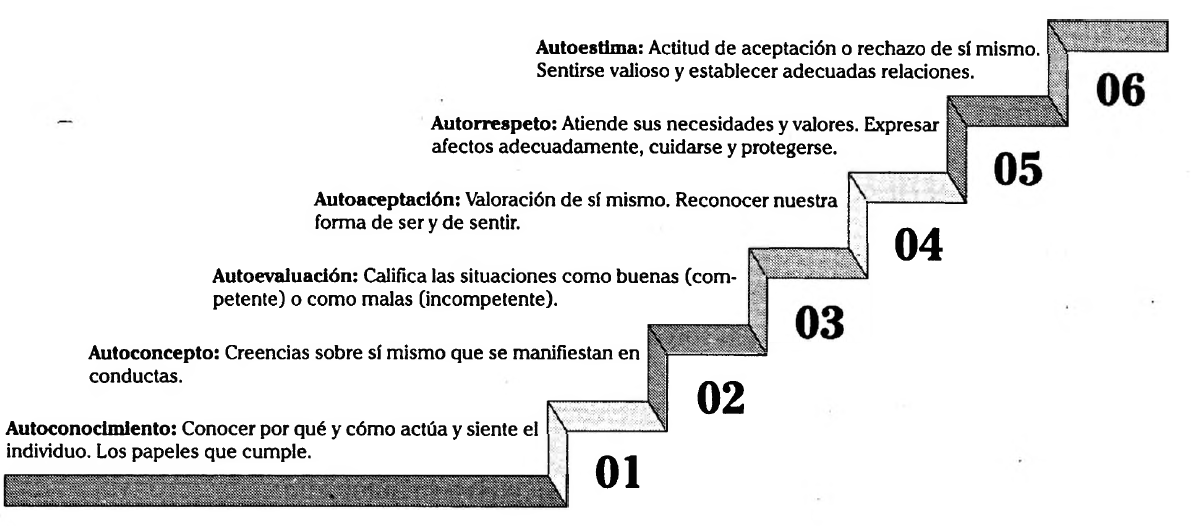 Autoestima: Actitud de aceptación o rechazo de sí mismo.
Sentirse valioso y establecer adecuadas relaciones.
06
Autorrespeto: Atiende sus necesidades y valores. Expresar
afectos adecuadamente, cuidarse y protegerse.
05
Autoaceptación: Valoración de sí mismo. Reconocer nuestra
forma de ser y de sentir.
04
Autoevaluación: Califica las situaciones como buenas (com-
petente) o como malas (incompetente).
03
Autoconcepto: Creencias sobre sí mismo que se manifiestan en
conductas.
02
Autoconocimiento: Conocer por qué y cómo actúa y siente el
individuo. Los papeles que cumple.
01